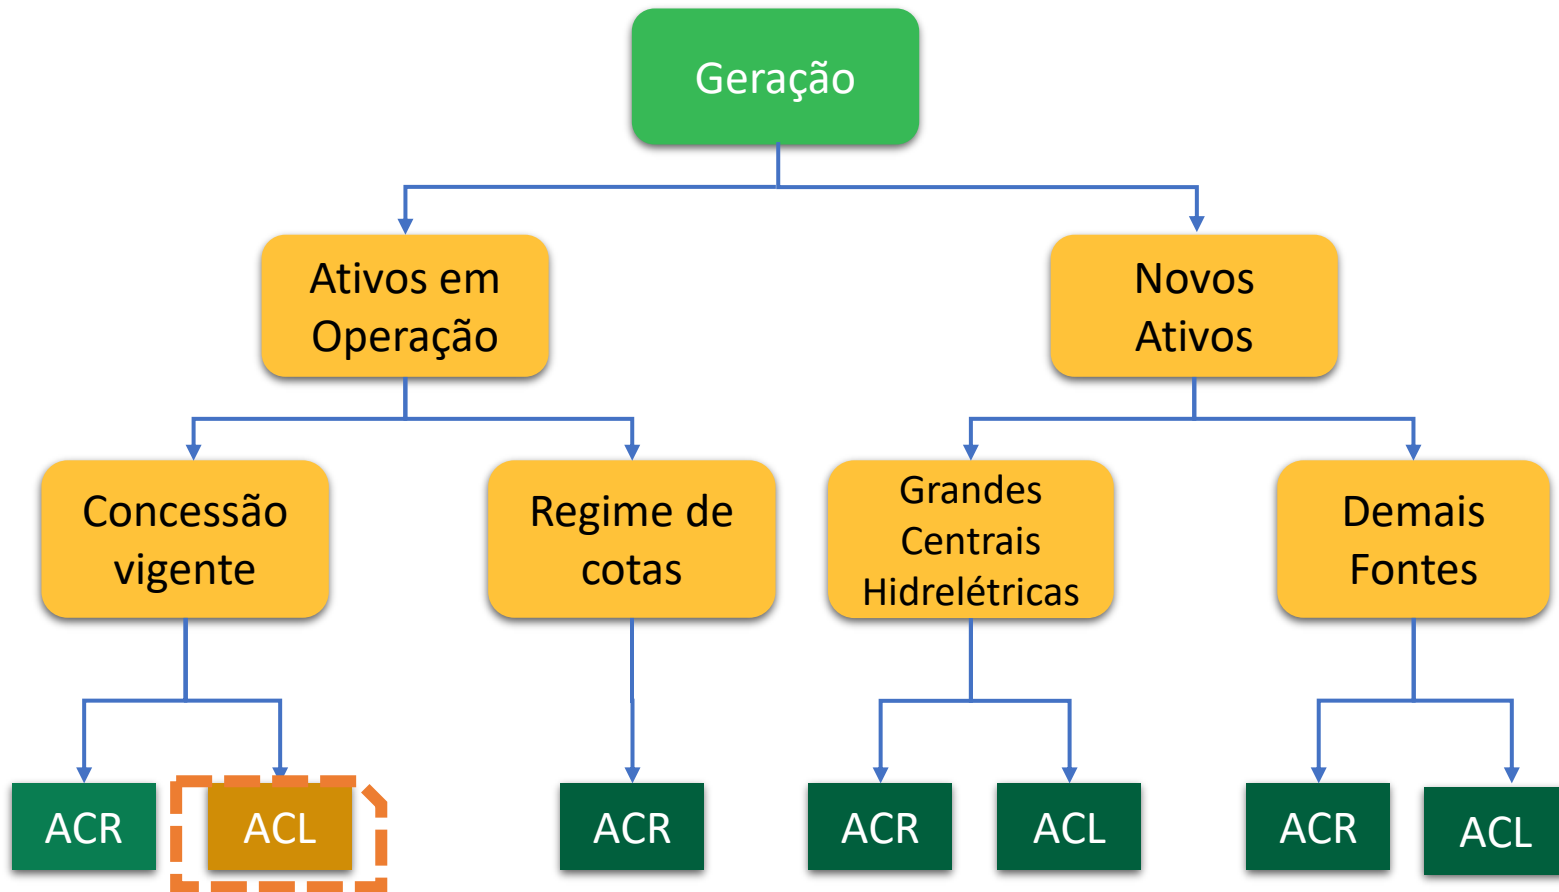 Geração
Ativos em
Operação
Novos
Ativos
Concessão
vigente
Regime de
cotas
Grandes
Centrais
Hidrelétricas
Demais
Fontes
ACR
ACL
ACR
ACR
ACL
ACR
ACL